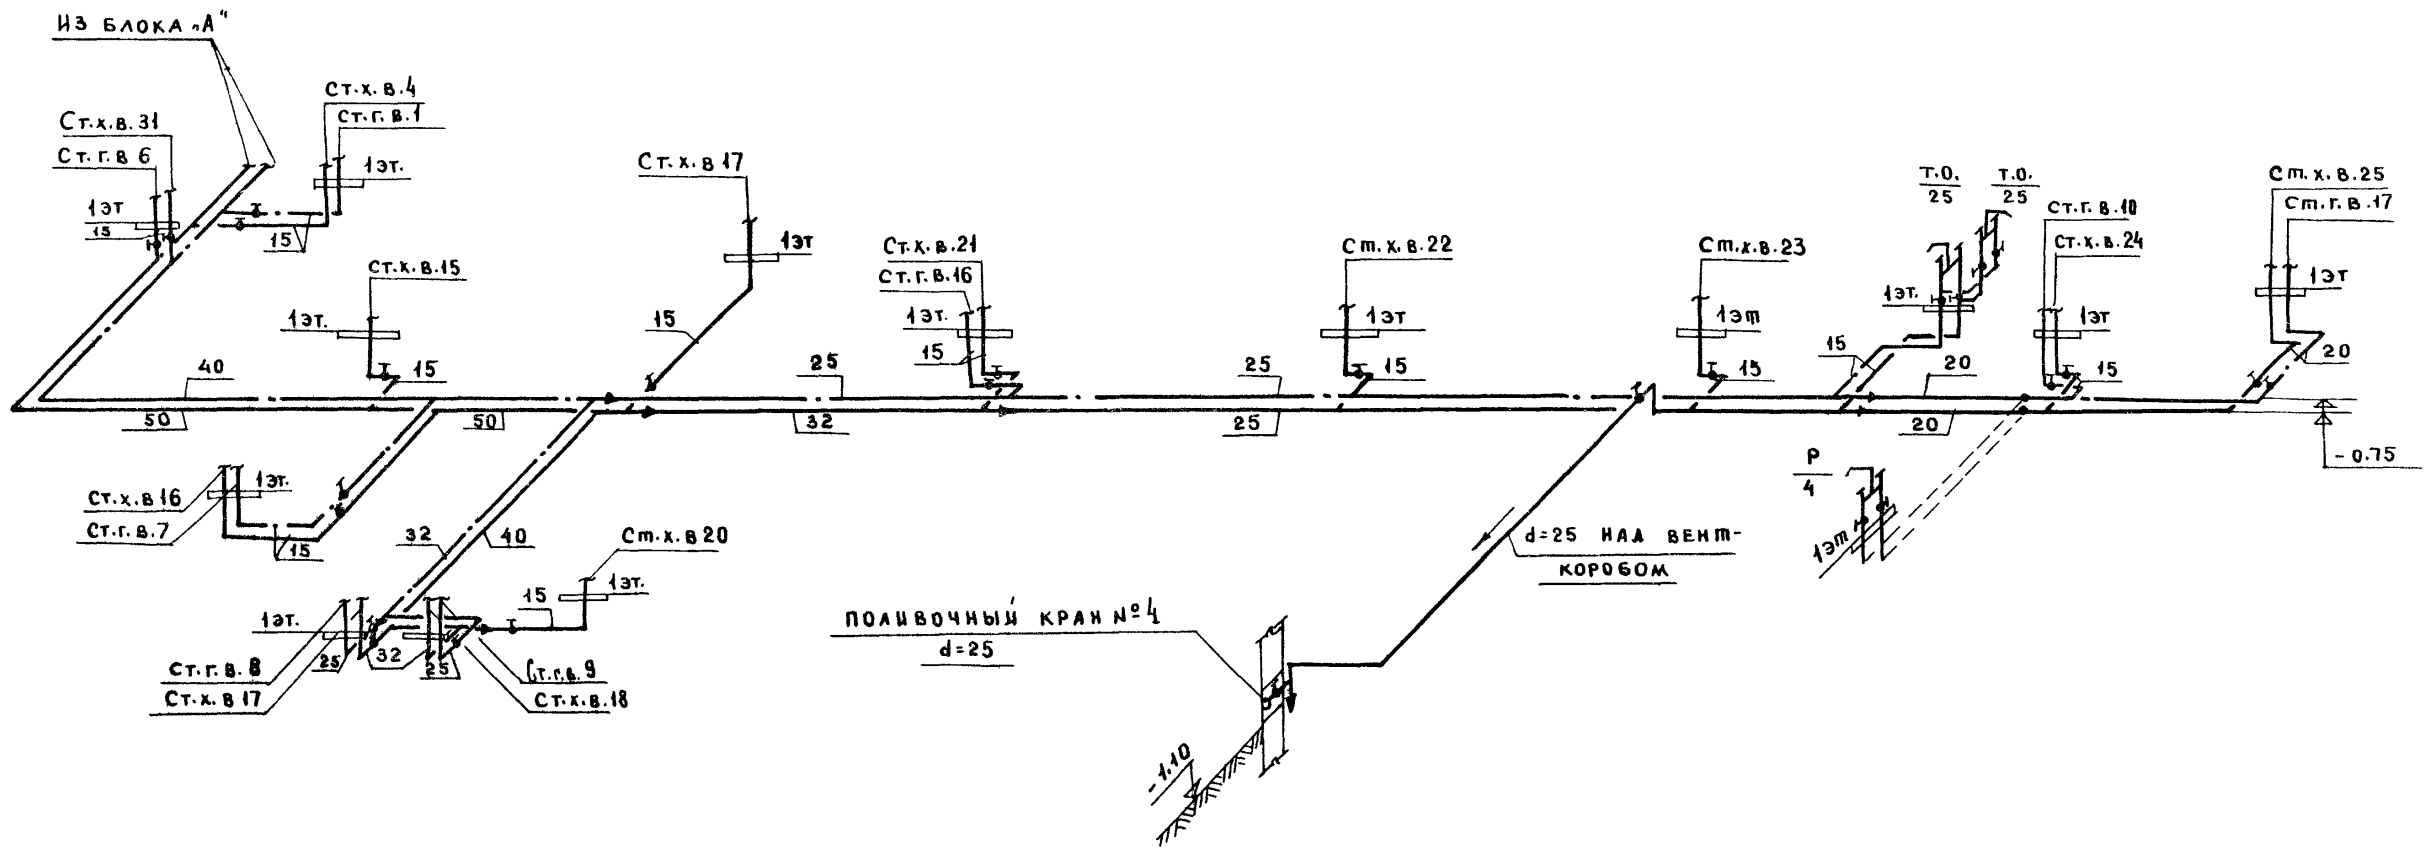 ИЗ БЛОКА „А"
Ст.х.в.4
Ст.г.в.1
1эт.
Ст.х.в.31
Ст.г.в 6
1эт
15
15
Ст.х.в 17
1эт
15
Ст.х.в.15
1эт.
15
Ст.х.в.21
Ст.г.в.16
1эт.
15
Ст.х.в.22
1эт
15
Ст.х.в.23
1эт
15
Т.О.
25
Т.О.
25
1эт.
15
Ст.г.в.10
Ст.х.в.24
1эт
15
Ст.х.в.25
Ст.г.в.17
1эт
20
40
25
25
20
50
50
32
25
20
-0.75
Ст.х.в 16
Ст.г.в.7
1эт.
15
32
40
Ст.х.в 20
1эт.
15
1эт.
25
32
25
Ст.г.в.8
Ст.х.в 17
Ст.г.в.9
Ст.х.в.18
d=25 НАД ВЕНТ-
КОРОБОМ
ПОЛИВОЧНЫЙ КРАН №4
d=25
-1.10
Р
4
1эт